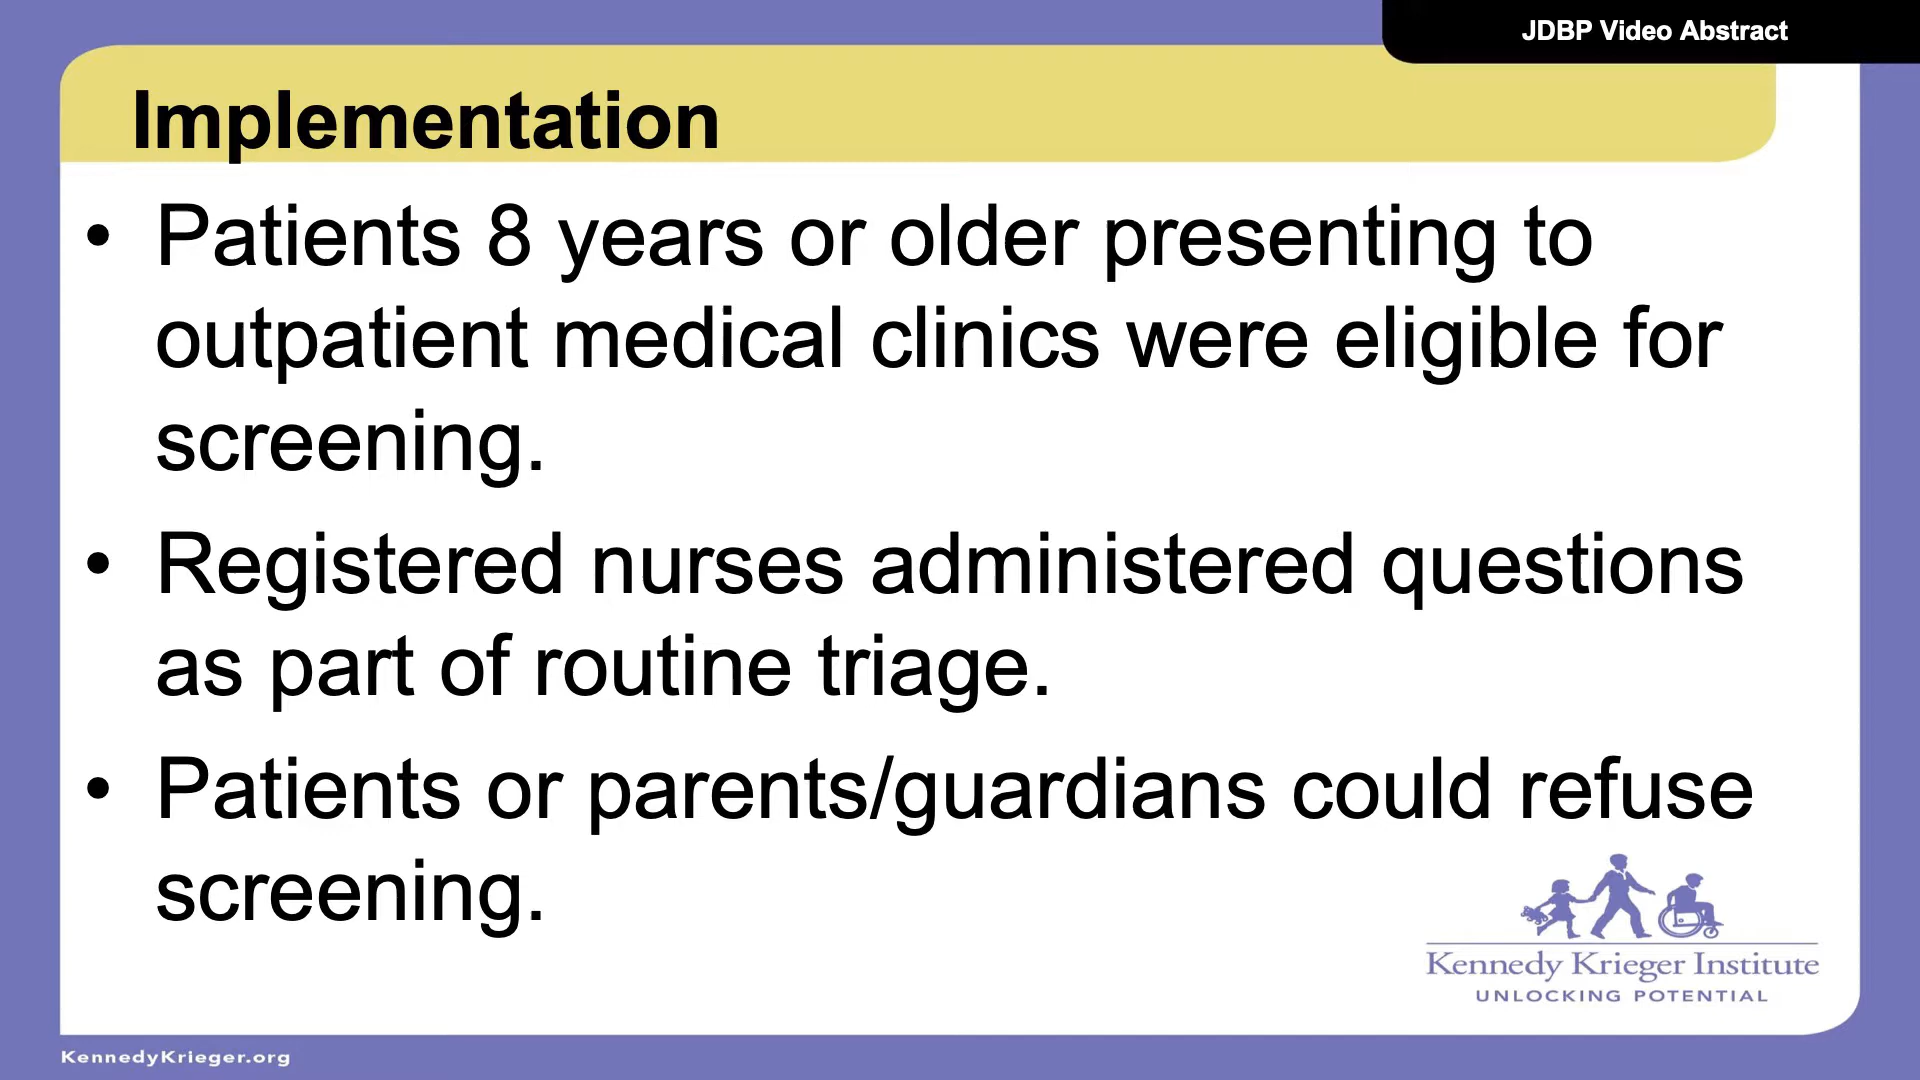 JDBP Video Abstract
Implementation
• Patients 8 years or older presenting to
outpatient medical clinics were eligible for
screening.
• Registered nurses administered questions
as part of routine triage.
• Patients or parents/guardians could refuse
screening.
Kennedy Krieger Institute
UNLOCKING POTENTIAL
KennedyKrieger.org